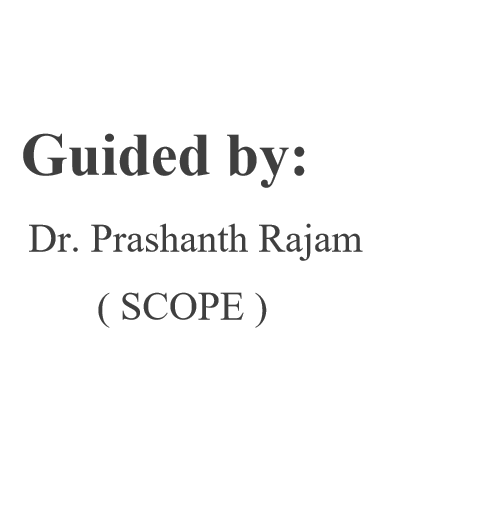 Guided by:
Dr. Prashanth Rajam
( SCOPE )